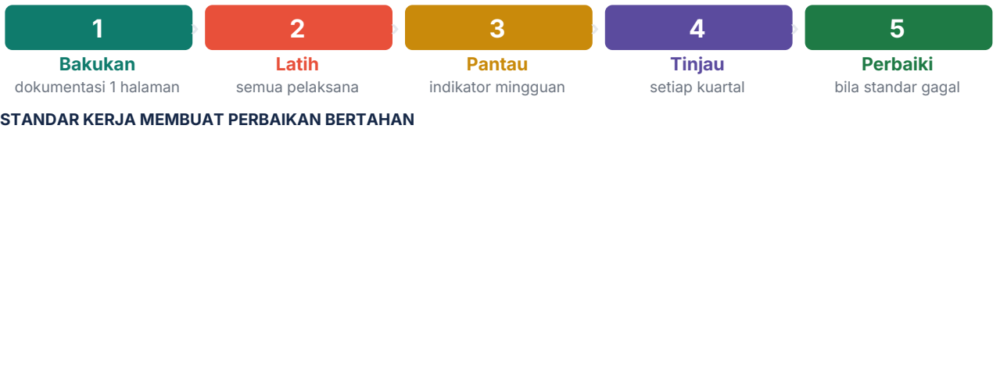 1
2
3
4
5
Bakukan
Latih
Pantau
Tinjau
Perbaiki
dokumentasi 1 halaman
semua pelaksana
indikator mingguan
setiap kuartal
bila standar gagal
STANDAR KERJA MEMBUAT PERBAIKAN BERTAHAN